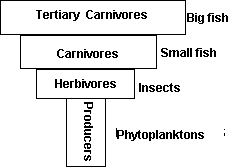 Tertiary Carnivores Big fish
Carnivores Small fish
Herbivores Insects
Producers Phytoplanktons